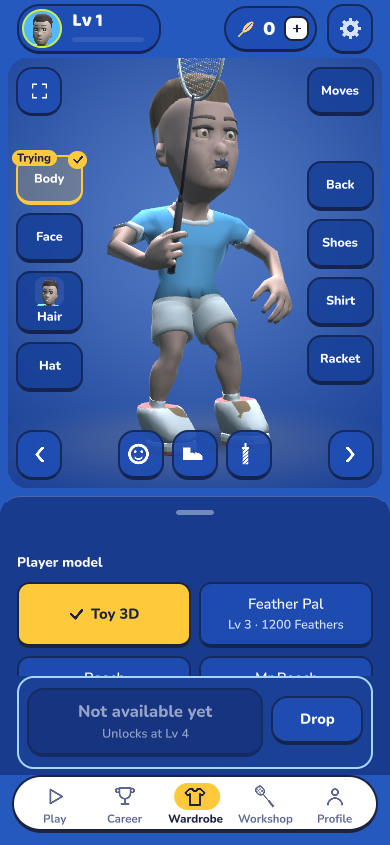 Lv 1
0
+
Moves
Trying
Body
Back
Face
Shoes
Hair
Shirt
Hat
Racket
Player model
Toy 3D
Feather Pal
Lv 3 · 1200 Feathers
Not available yet
Unlocks at Lv 4
Drop
Play
Career
Wardrobe
Workshop
Profile